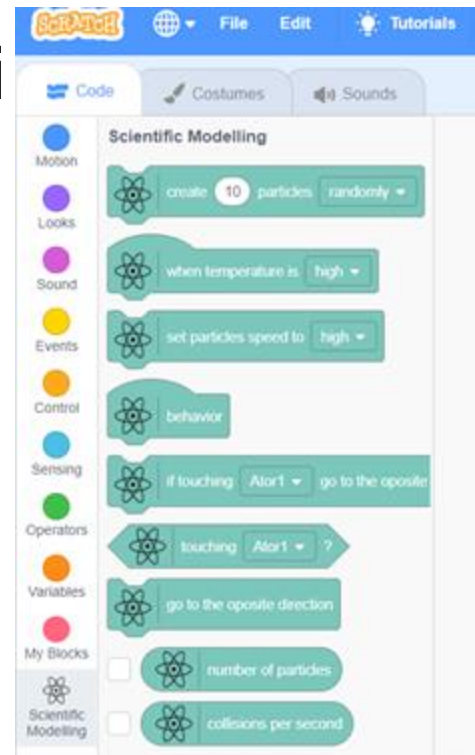 SCRATCH File Edit Tutorials
Code Costumes Sounds
Motion
Looks
Sound
Events
Control
Sensing
Operators
Variables
My Blocks
Scientific
Modelling
Scientific Modelling
create 10 particles randomly
when temperature is high
set particles speed to high
behavior
if touching Ator1 go to the oposite
touching Ator1 ?
go to the oposite direction
number of particles
collisions per second